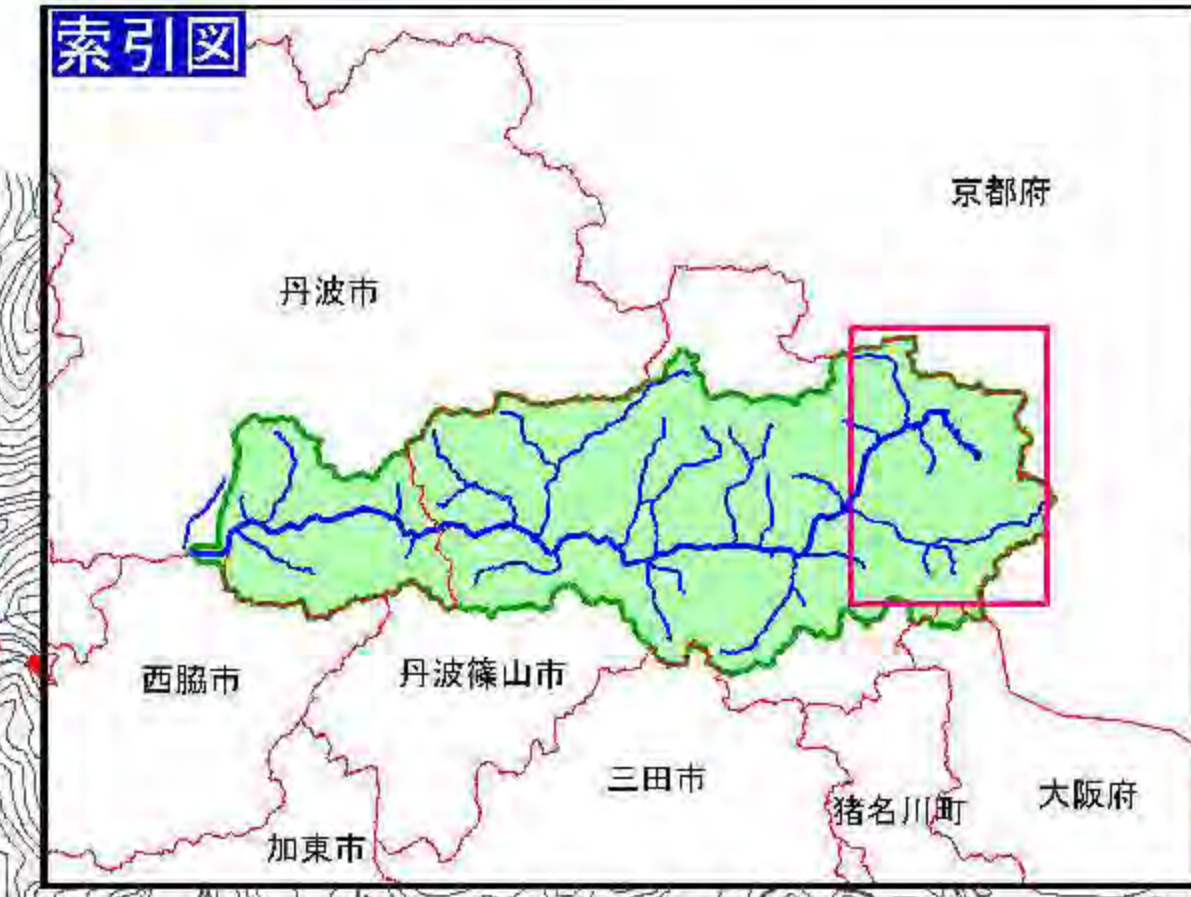 索引図
京都府
丹波市
西脇市
丹波篠山市
三田市
大阪府
猪名川町
加東市